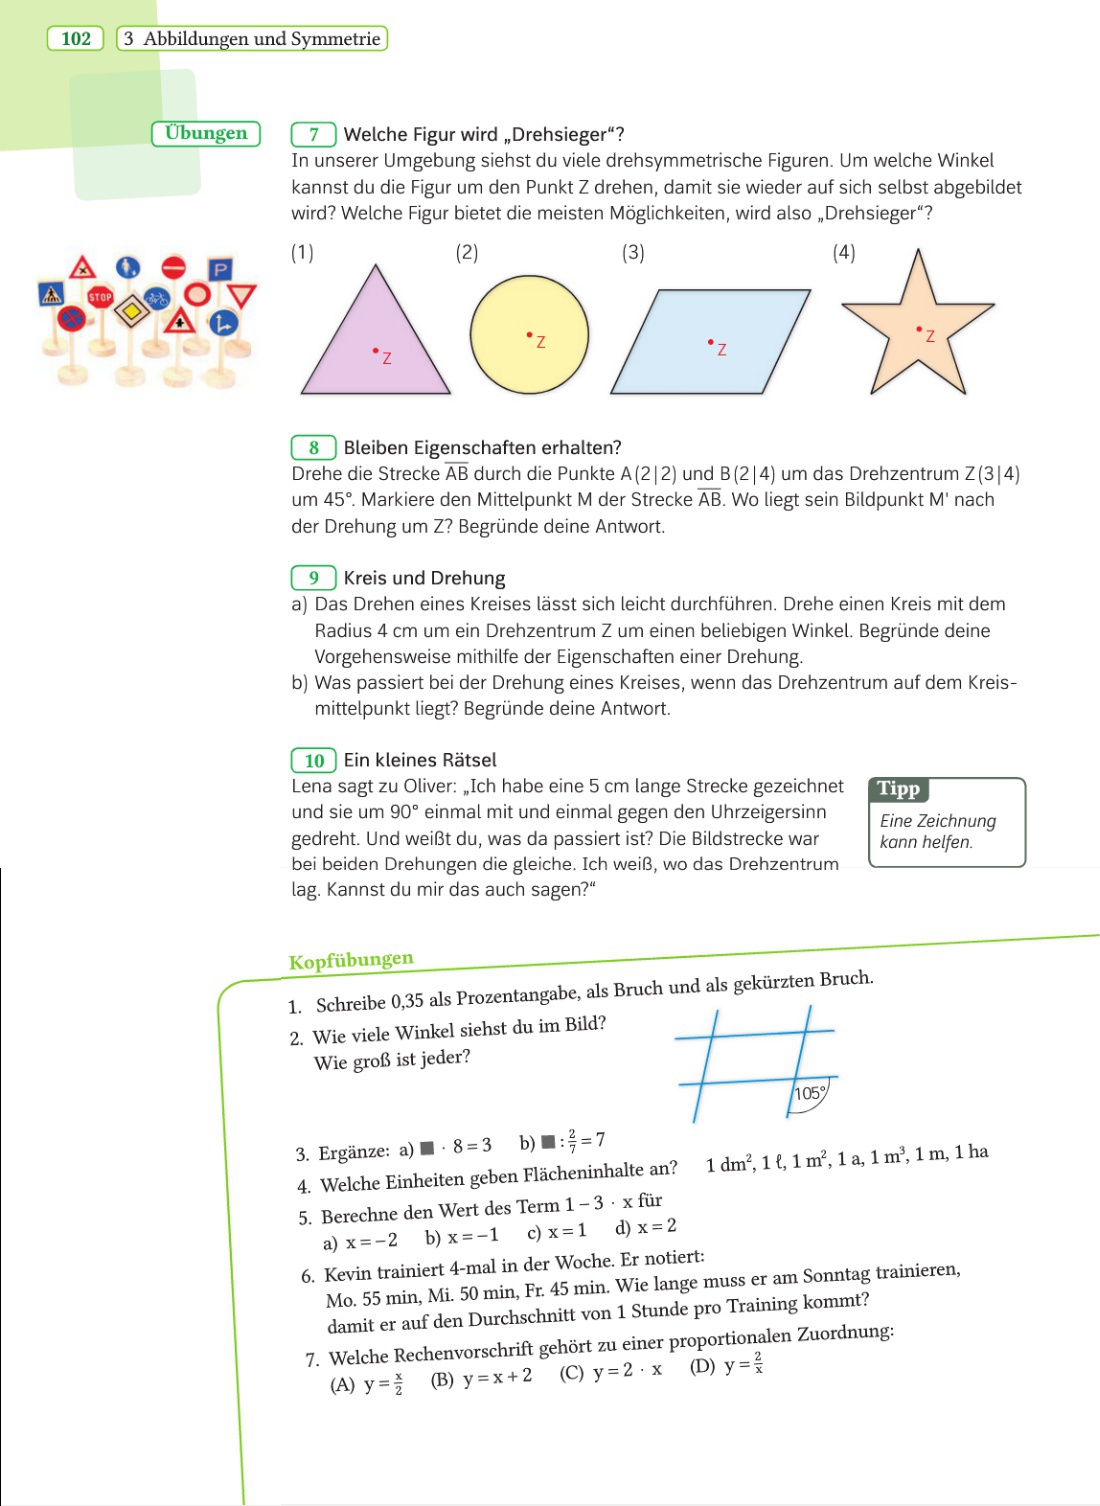 102 3 Abbildungen und Symmetrie
Übungen
7 Welche Figur wird „Drehsieger“?
In unserer Umgebung siehst du viele drehsymmetrische Figuren. Um welche Winkel
kannst du die Figur um den Punkt Z drehen, damit sie wieder auf sich selbst abgebildet
wird? Welche Figur bietet die meisten Möglichkeiten, wird also „Drehsieger“?
(1) (2) (3) (4)
P
STOP
Z Z Z Z
8 Bleiben Eigenschaften erhalten?
Drehe die Strecke A̅B̅ durch die Punkte A(2|2) und B(2|4) um das Drehzentrum Z(3|4)
um 45°. Markiere den Mittelpunkt M der Strecke A̅B̅. Wo liegt sein Bildpunkt M' nach
der Drehung um Z? Begründe deine Antwort.
9 Kreis und Drehung
a) Das Drehen eines Kreises lässt sich leicht durchführen. Drehe einen Kreis mit dem
Radius 4 cm um ein Drehzentrum Z um einen beliebigen Winkel. Begründe deine
Vorgehensweise mithilfe der Eigenschaften einer Drehung.
b) Was passiert bei der Drehung eines Kreises, wenn das Drehzentrum auf dem Kreis-
mittelpunkt liegt? Begründe deine Antwort.
10 Ein kleines Rätsel
Lena sagt zu Oliver: „Ich habe eine 5 cm lange Strecke gezeichnet
und sie um 90° einmal mit und einmal gegen den Uhrzeigersinn
gedreht. Und weißt du, was da passiert ist? Die Bildstrecke war
bei beiden Drehungen die gleiche. Ich weiß, wo das Drehzentrum
lag. Kannst du mir das auch sagen?“
Tipp
Eine Zeichnung
kann helfen.
Kopfübungen
1. Schreibe 0,35 als Prozentangabe, als Bruch und als gekürzten Bruch.
2. Wie viele Winkel siehst du im Bild?
Wie groß ist jeder?
105°
3. Ergänze: a) ■ · 8 = 3 b) ■ : 2/7 = 7
4. Welche Einheiten geben Flächeninhalte an? 1 dm², 1 ℓ, 1 m², 1 a, 1 m³, 1 m, 1 ha
5. Berechne den Wert des Term 1 – 3 · x für
a) x = –2 b) x = –1 c) x = 1 d) x = 2
6. Kevin trainiert 4-mal in der Woche. Er notiert:
Mo. 55 min, Mi. 50 min, Fr. 45 min. Wie lange muss er am Sonntag trainieren,
damit er auf den Durchschnitt von 1 Stunde pro Training kommt?
7. Welche Rechenvorschrift gehört zu einer proportionalen Zuordnung:
(A) y = x/2 (B) y = x + 2 (C) y = 2 · x (D) y = 2/x